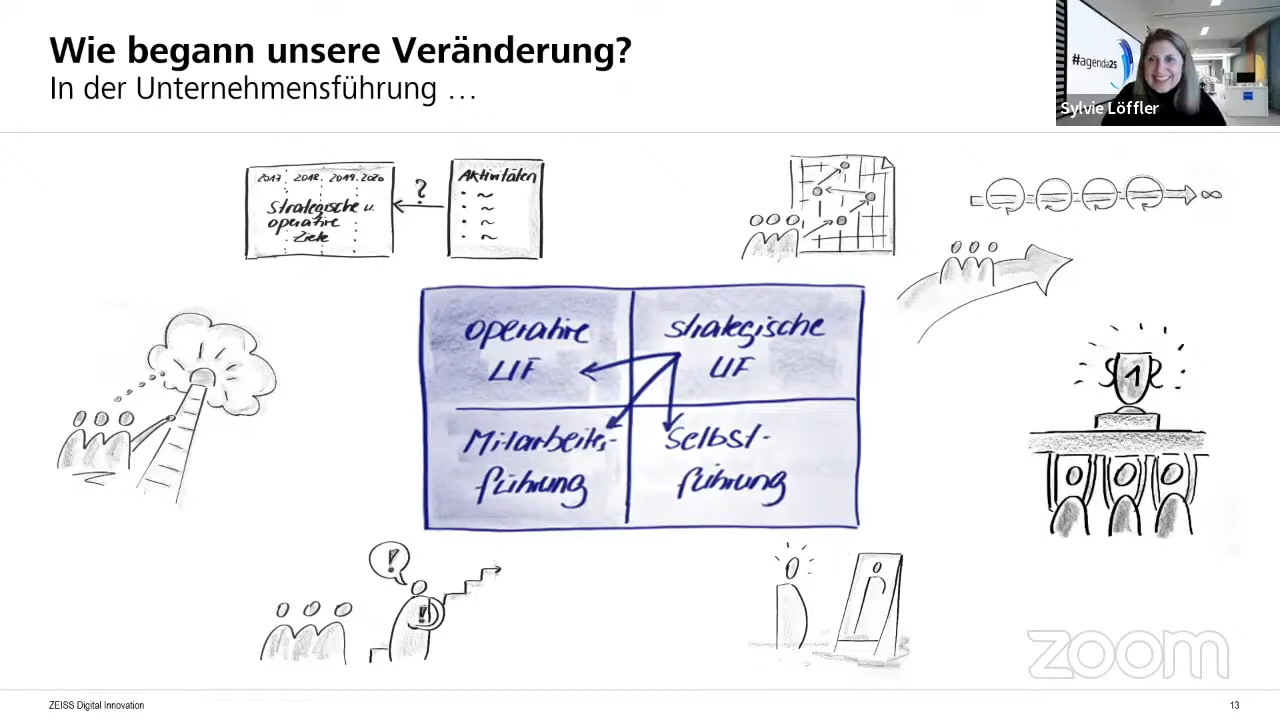 Wie begann unsere Veränderung?
In der Unternehmensführung …
#agenda25
Sylvie Löffler
2017 2018 2019 2020
Strategische u.
operative
Ziele
?
Aktivitäten
∞
operative
UF
strategische
UF
Mitarbeiter-
führung
Selbst-
führung
1
!
!
zoom
ZEISS Digital Innovation
13